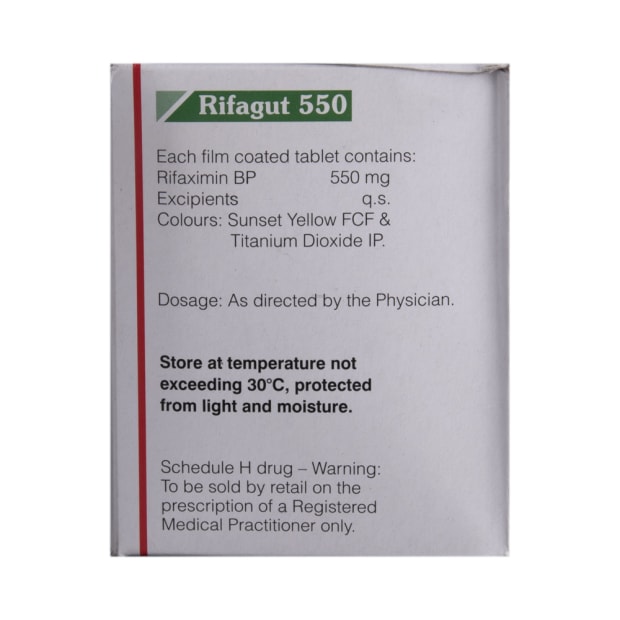 Rifagut 550
Each film coated tablet contains:
Rifaximin BP 550 mg
Excipients q.s.
Colours: Sunset Yellow FCF &
Titanium Dioxide IP.
Dosage: As directed by the Physician.
Store at temperature not
exceeding 30°C, protected
from light and moisture.
Schedule H drug – Warning:
To be sold by retail on the
prescription of a Registered
Medical Practitioner only.